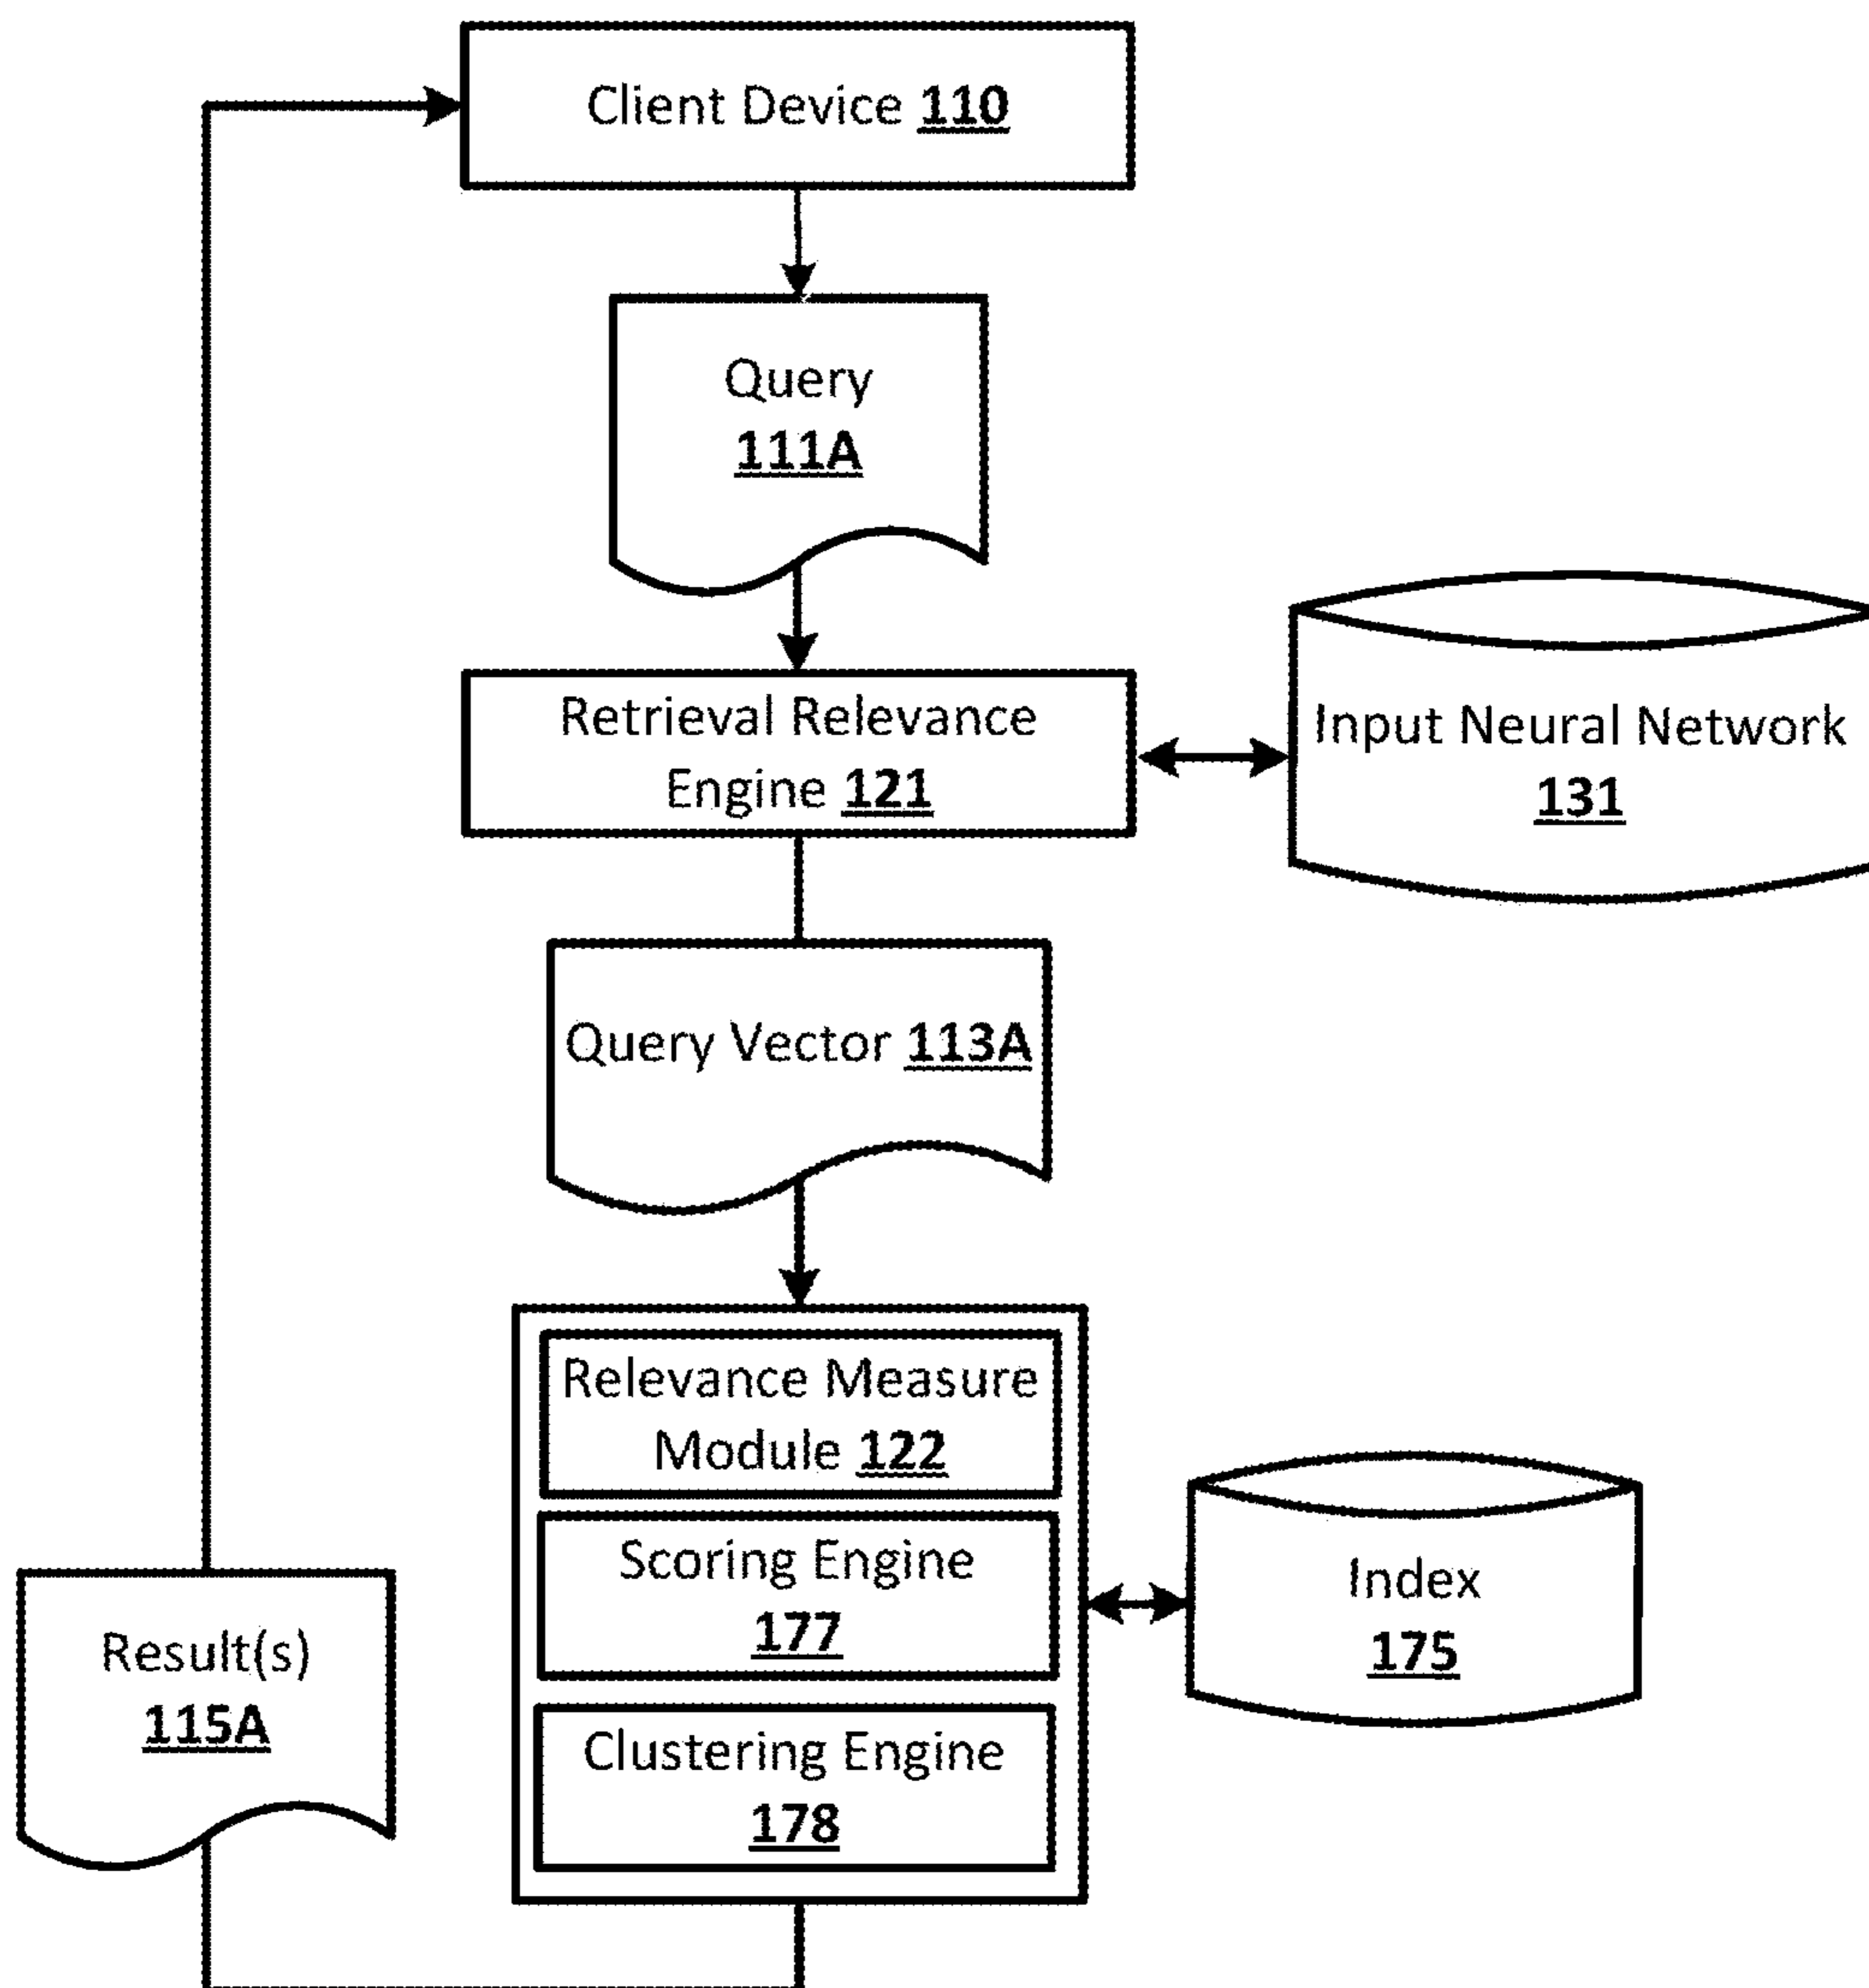 Client Device 110
Query
111A
Retrieval Relevance
Engine 121
Input Neural Network
131
Query Vector 113A
Relevance Measure
Module 122
Scoring Engine
177
Clustering Engine
178
Index
175
Result(s)
115A